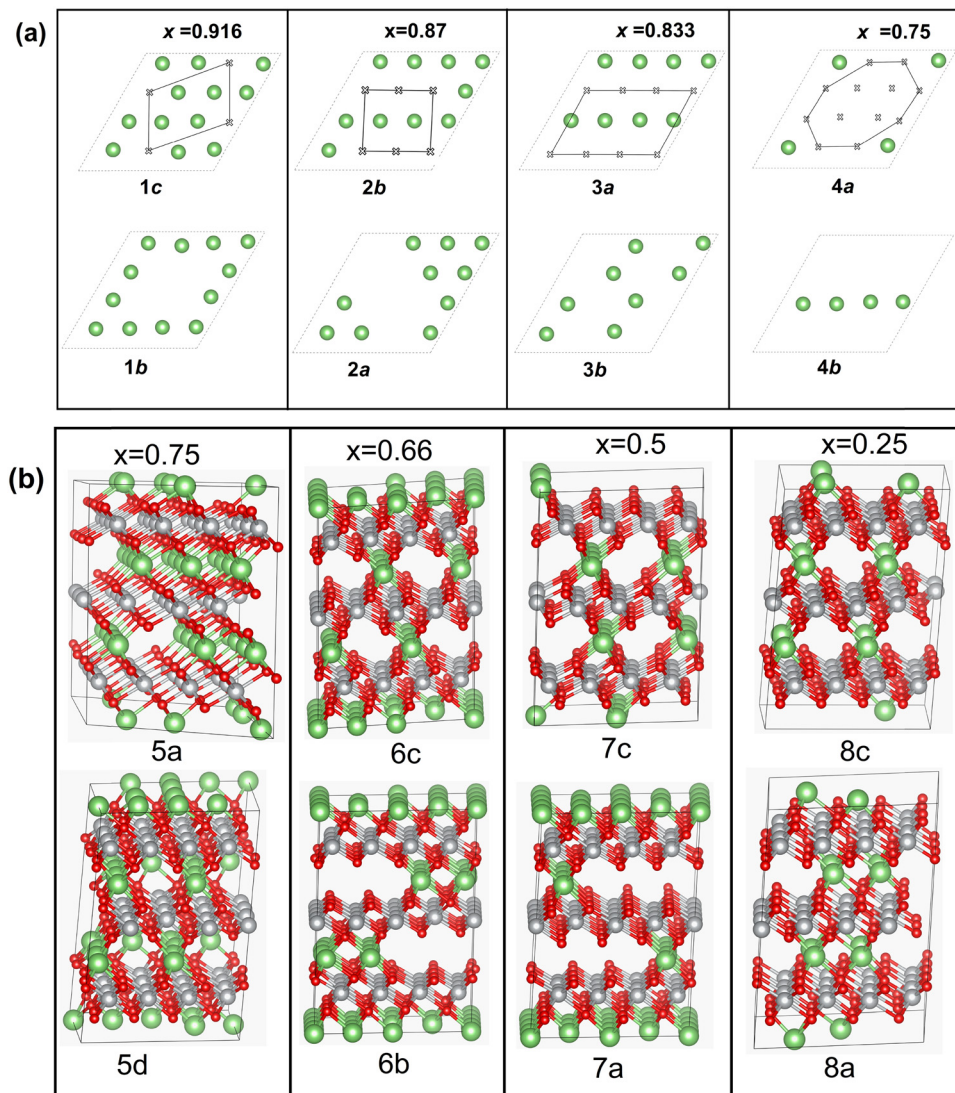 (a)
x =0.916 x=0.87 x =0.833 x =0.75
1c 2b 3a 4a
1b 2a 3b 4b
(b)
x=0.75 x=0.66 x=0.5 x=0.25
5a 6c 7c 8c
5d 6b 7a 8a